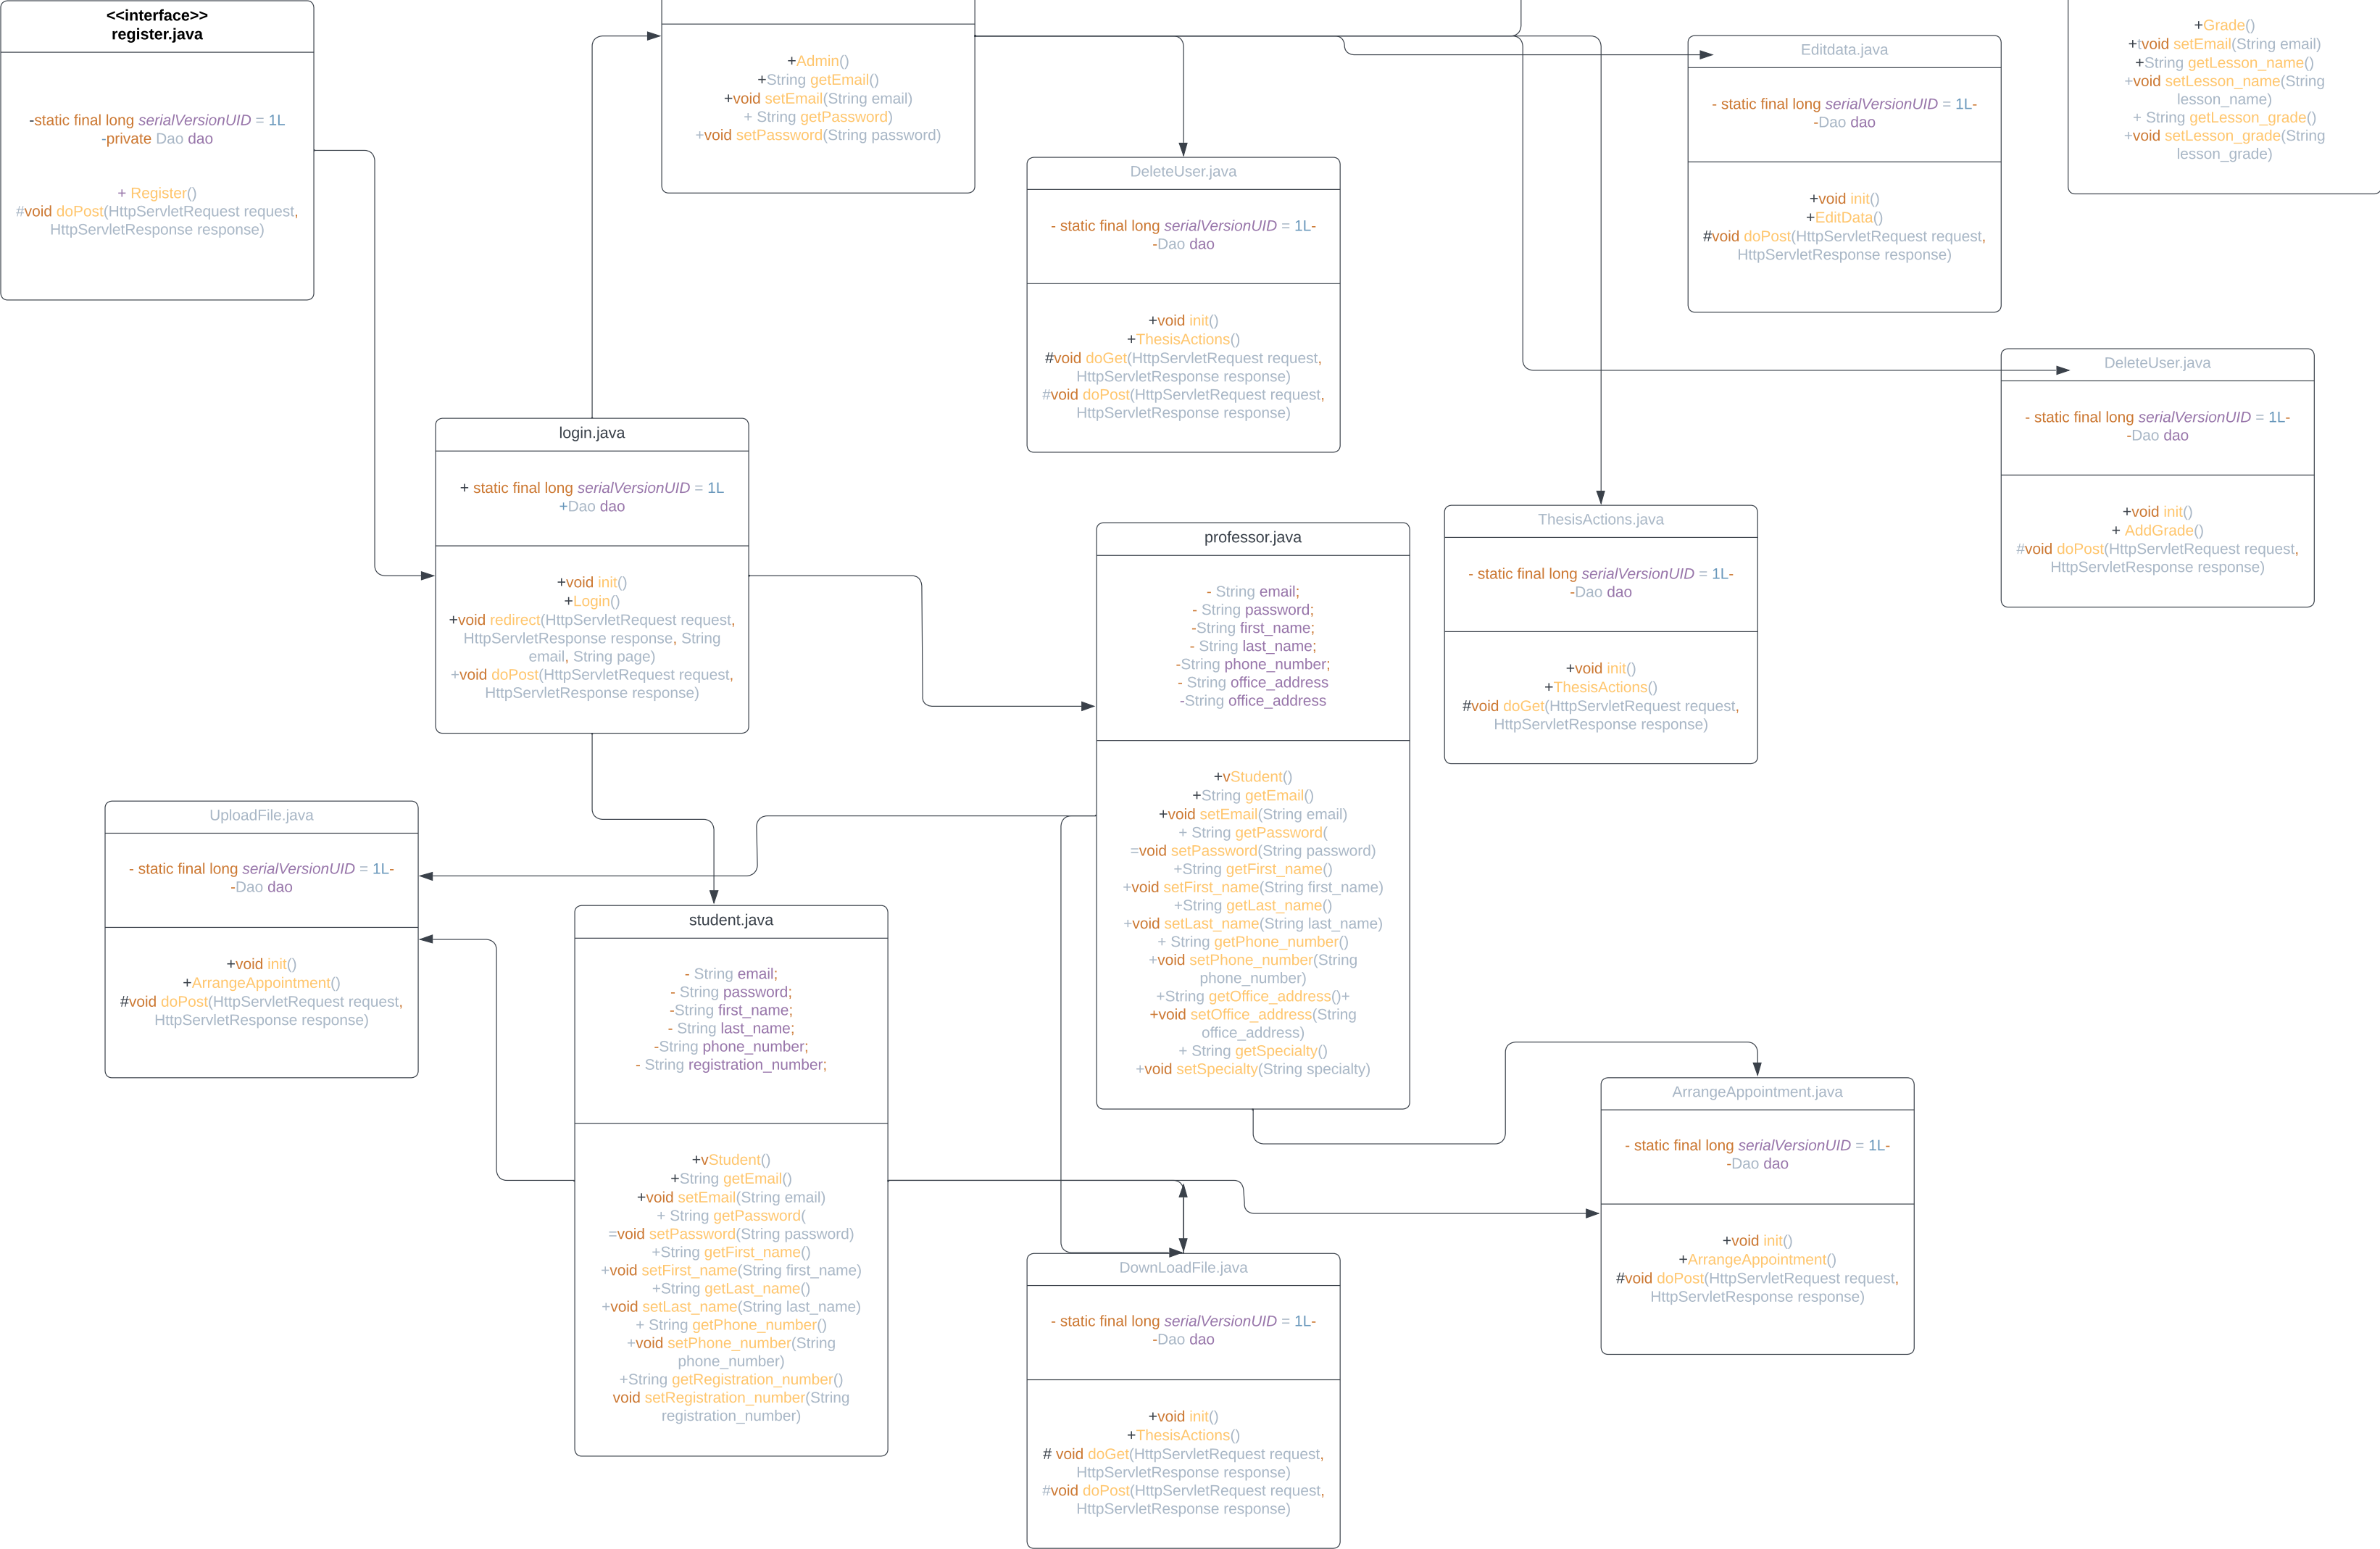 <<interface>>
register.java
-static final long serialVersionUID = 1L
-private Dao dao
+ Register()
#void doPost(HttpServletRequest request,
HttpServletResponse response)
+Admin()
+String getEmail()
+void setEmail(String email)
+ String getPassword)
+void setPassword(String password)
DeleteUser.java
- static final long serialVersionUID = 1L-
-Dao dao
+void init()
+ThesisActions()
#void doGet(HttpServletRequest request,
HttpServletResponse response)
#void doPost(HttpServletRequest request,
HttpServletResponse response)
Editdata.java
- static final long serialVersionUID = 1L-
-Dao dao
+void init()
+EditData()
#void doPost(HttpServletRequest request,
HttpServletResponse response)
+Grade()
+tvoid setEmail(String email)
+String getLesson_name()
+void setLesson_name(String
lesson_name)
+ String getLesson_grade()
+void setLesson_grade(String
lesson_grade)
DeleteUser.java
- static final long serialVersionUID = 1L-
-Dao dao
+void init()
+ AddGrade()
#void doPost(HttpServletRequest request,
HttpServletResponse response)
login.java
+ static final long serialVersionUID = 1L
+Dao dao
+void init()
+Login()
+void redirect(HttpServletRequest request,
HttpServletResponse response, String
email, String page)
+void doPost(HttpServletRequest request,
HttpServletResponse response)
professor.java
- String email;
- String password;
-String first_name;
- String last_name;
-String phone_number;
- String office_address
-String office_address
+vStudent()
+String getEmail()
+void setEmail(String email)
+ String getPassword(
=void setPassword(String password)
+String getFirst_name()
+void setFirst_name(String first_name)
+String getLast_name()
+void setLast_name(String last_name)
+ String getPhone_number()
+void setPhone_number(String
phone_number)
+String getOffice_address()+
+void setOffice_address(String
office_address)
+ String getSpecialty()
+void setSpecialty(String specialty)
ThesisActions.java
- static final long serialVersionUID = 1L-
-Dao dao
+void init()
+ThesisActions()
#void doGet(HttpServletRequest request,
HttpServletResponse response)
UploadFile.java
- static final long serialVersionUID = 1L-
-Dao dao
+void init()
+ArrangeAppointment()
#void doPost(HttpServletRequest request,
HttpServletResponse response)
student.java
- String email;
- String password;
-String first_name;
- String last_name;
-String phone_number;
- String registration_number;
+vStudent()
+String getEmail()
+void setEmail(String email)
+ String getPassword(
=void setPassword(String password)
+String getFirst_name()
+void setFirst_name(String first_name)
+String getLast_name()
+void setLast_name(String last_name)
+ String getPhone_number()
+void setPhone_number(String
phone_number)
+String getRegistration_number()
void setRegistration_number(String
registration_number)
ArrangeAppointment.java
- static final long serialVersionUID = 1L-
-Dao dao
+void init()
+ArrangeAppointment()
#void doPost(HttpServletRequest request,
HttpServletResponse response)
DownLoadFile.java
- static final long serialVersionUID = 1L-
-Dao dao
+void init()
+ThesisActions()
# void doGet(HttpServletRequest request,
HttpServletResponse response)
#void doPost(HttpServletRequest request,
HttpServletResponse response)